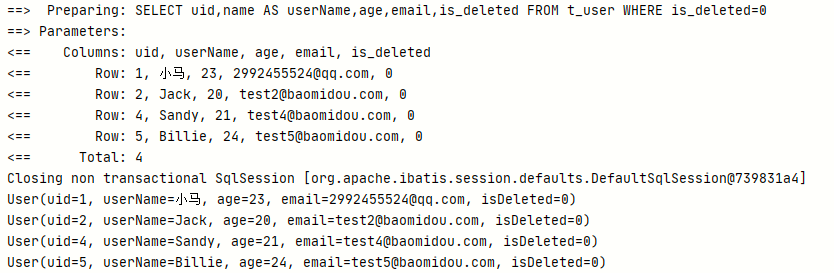 ==>  Preparing: SELECT uid,name AS userName,age,email,is_deleted FROM t_user WHERE is_deleted=0
==> Parameters:
<==    Columns: uid, userName, age, email, is_deleted
<==        Row: 1, 小马, 23, 2992455524@qq.com, 0
<==        Row: 2, Jack, 20, test2@baomidou.com, 0
<==        Row: 4, Sandy, 21, test4@baomidou.com, 0
<==        Row: 5, Billie, 24, test5@baomidou.com, 0
<==      Total: 4
Closing non transactional SqlSession [org.apache.ibatis.session.defaults.DefaultSqlSession@739831a4]
User(uid=1, userName=小马, age=23, email=2992455524@qq.com, isDeleted=0)
User(uid=2, userName=Jack, age=20, email=test2@baomidou.com, isDeleted=0)
User(uid=4, userName=Sandy, age=21, email=test4@baomidou.com, isDeleted=0)
User(uid=5, userName=Billie, age=24, email=test5@baomidou.com, isDeleted=0)